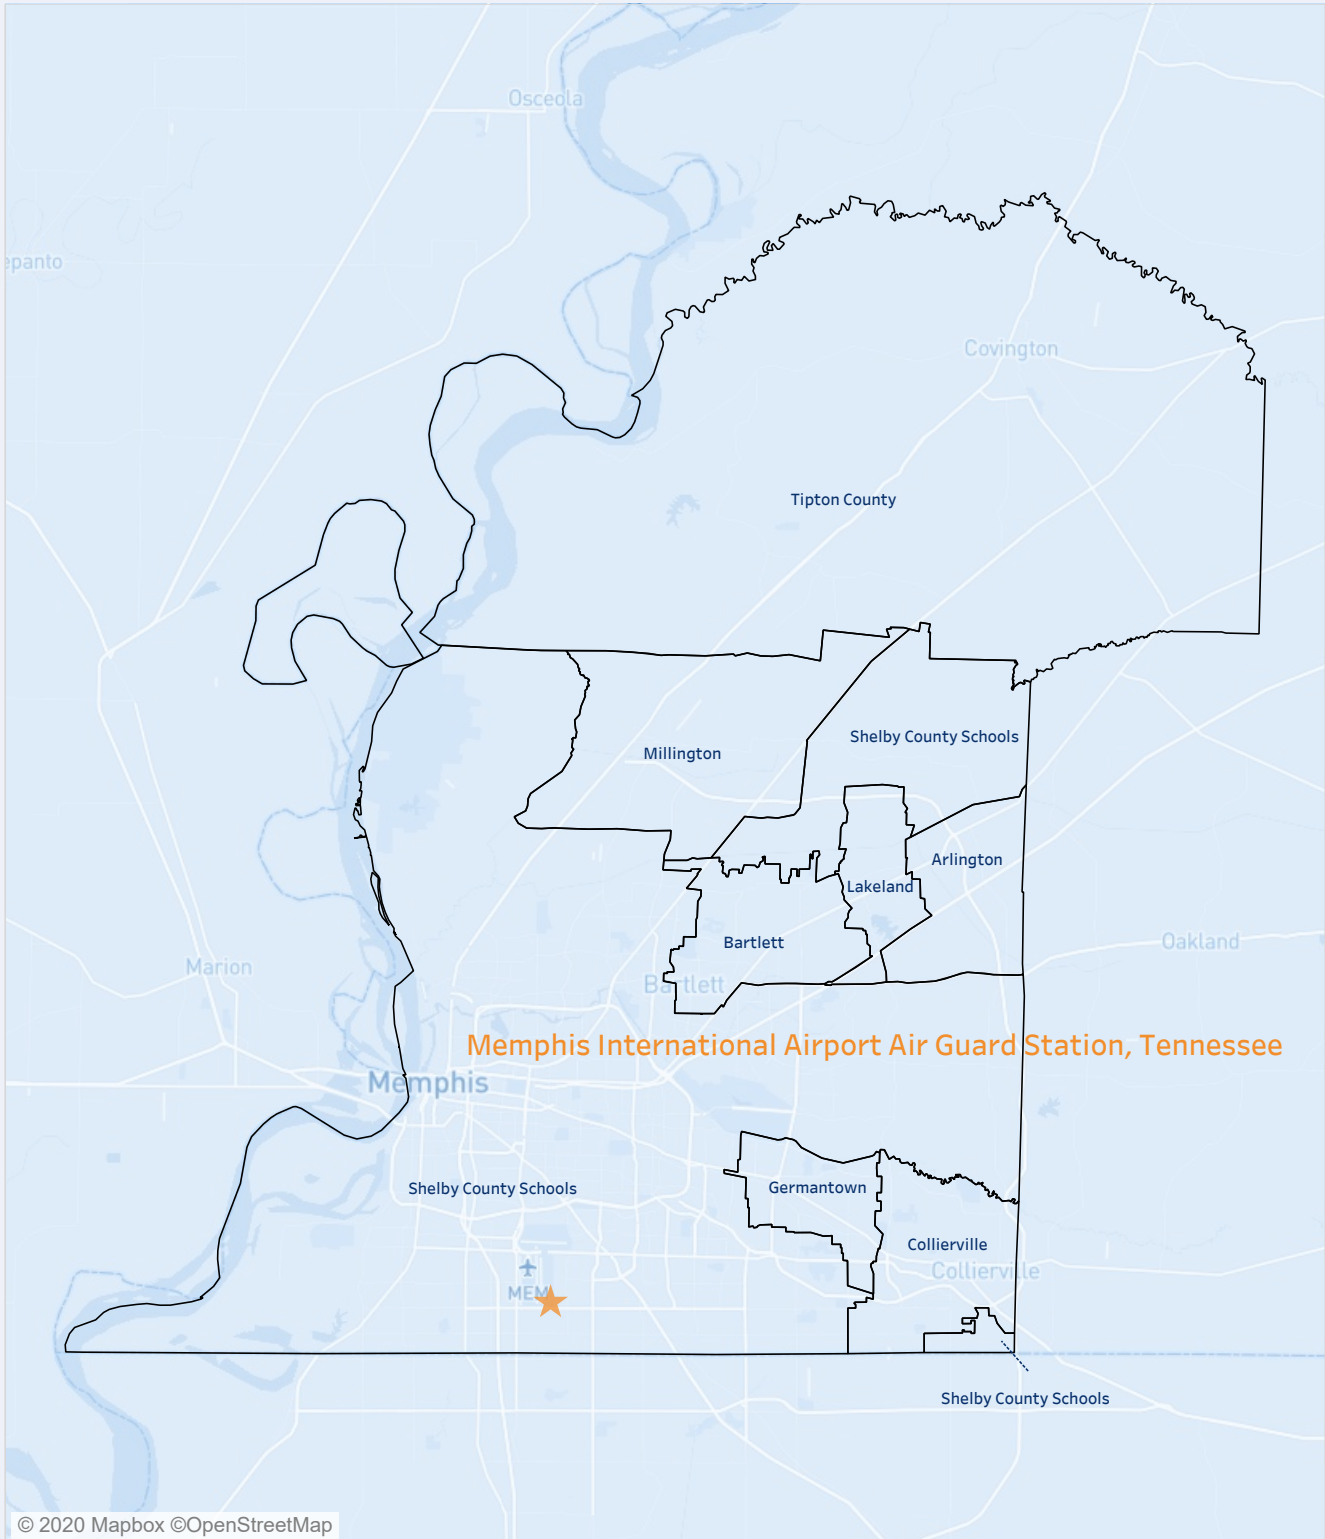 Osceola
epanto
Covington
Tipton County
Shelby County Schools
Millington
Arlington
Lakeland
Bartlett
Oakland
Marion
Bartlett
Memphis International Airport Air Guard Station, Tennessee
Memphis
Germantown
Shelby County Schools
Collierville
Collierville
MEM
Shelby County Schools
© 2020 Mapbox ©OpenStreetMap